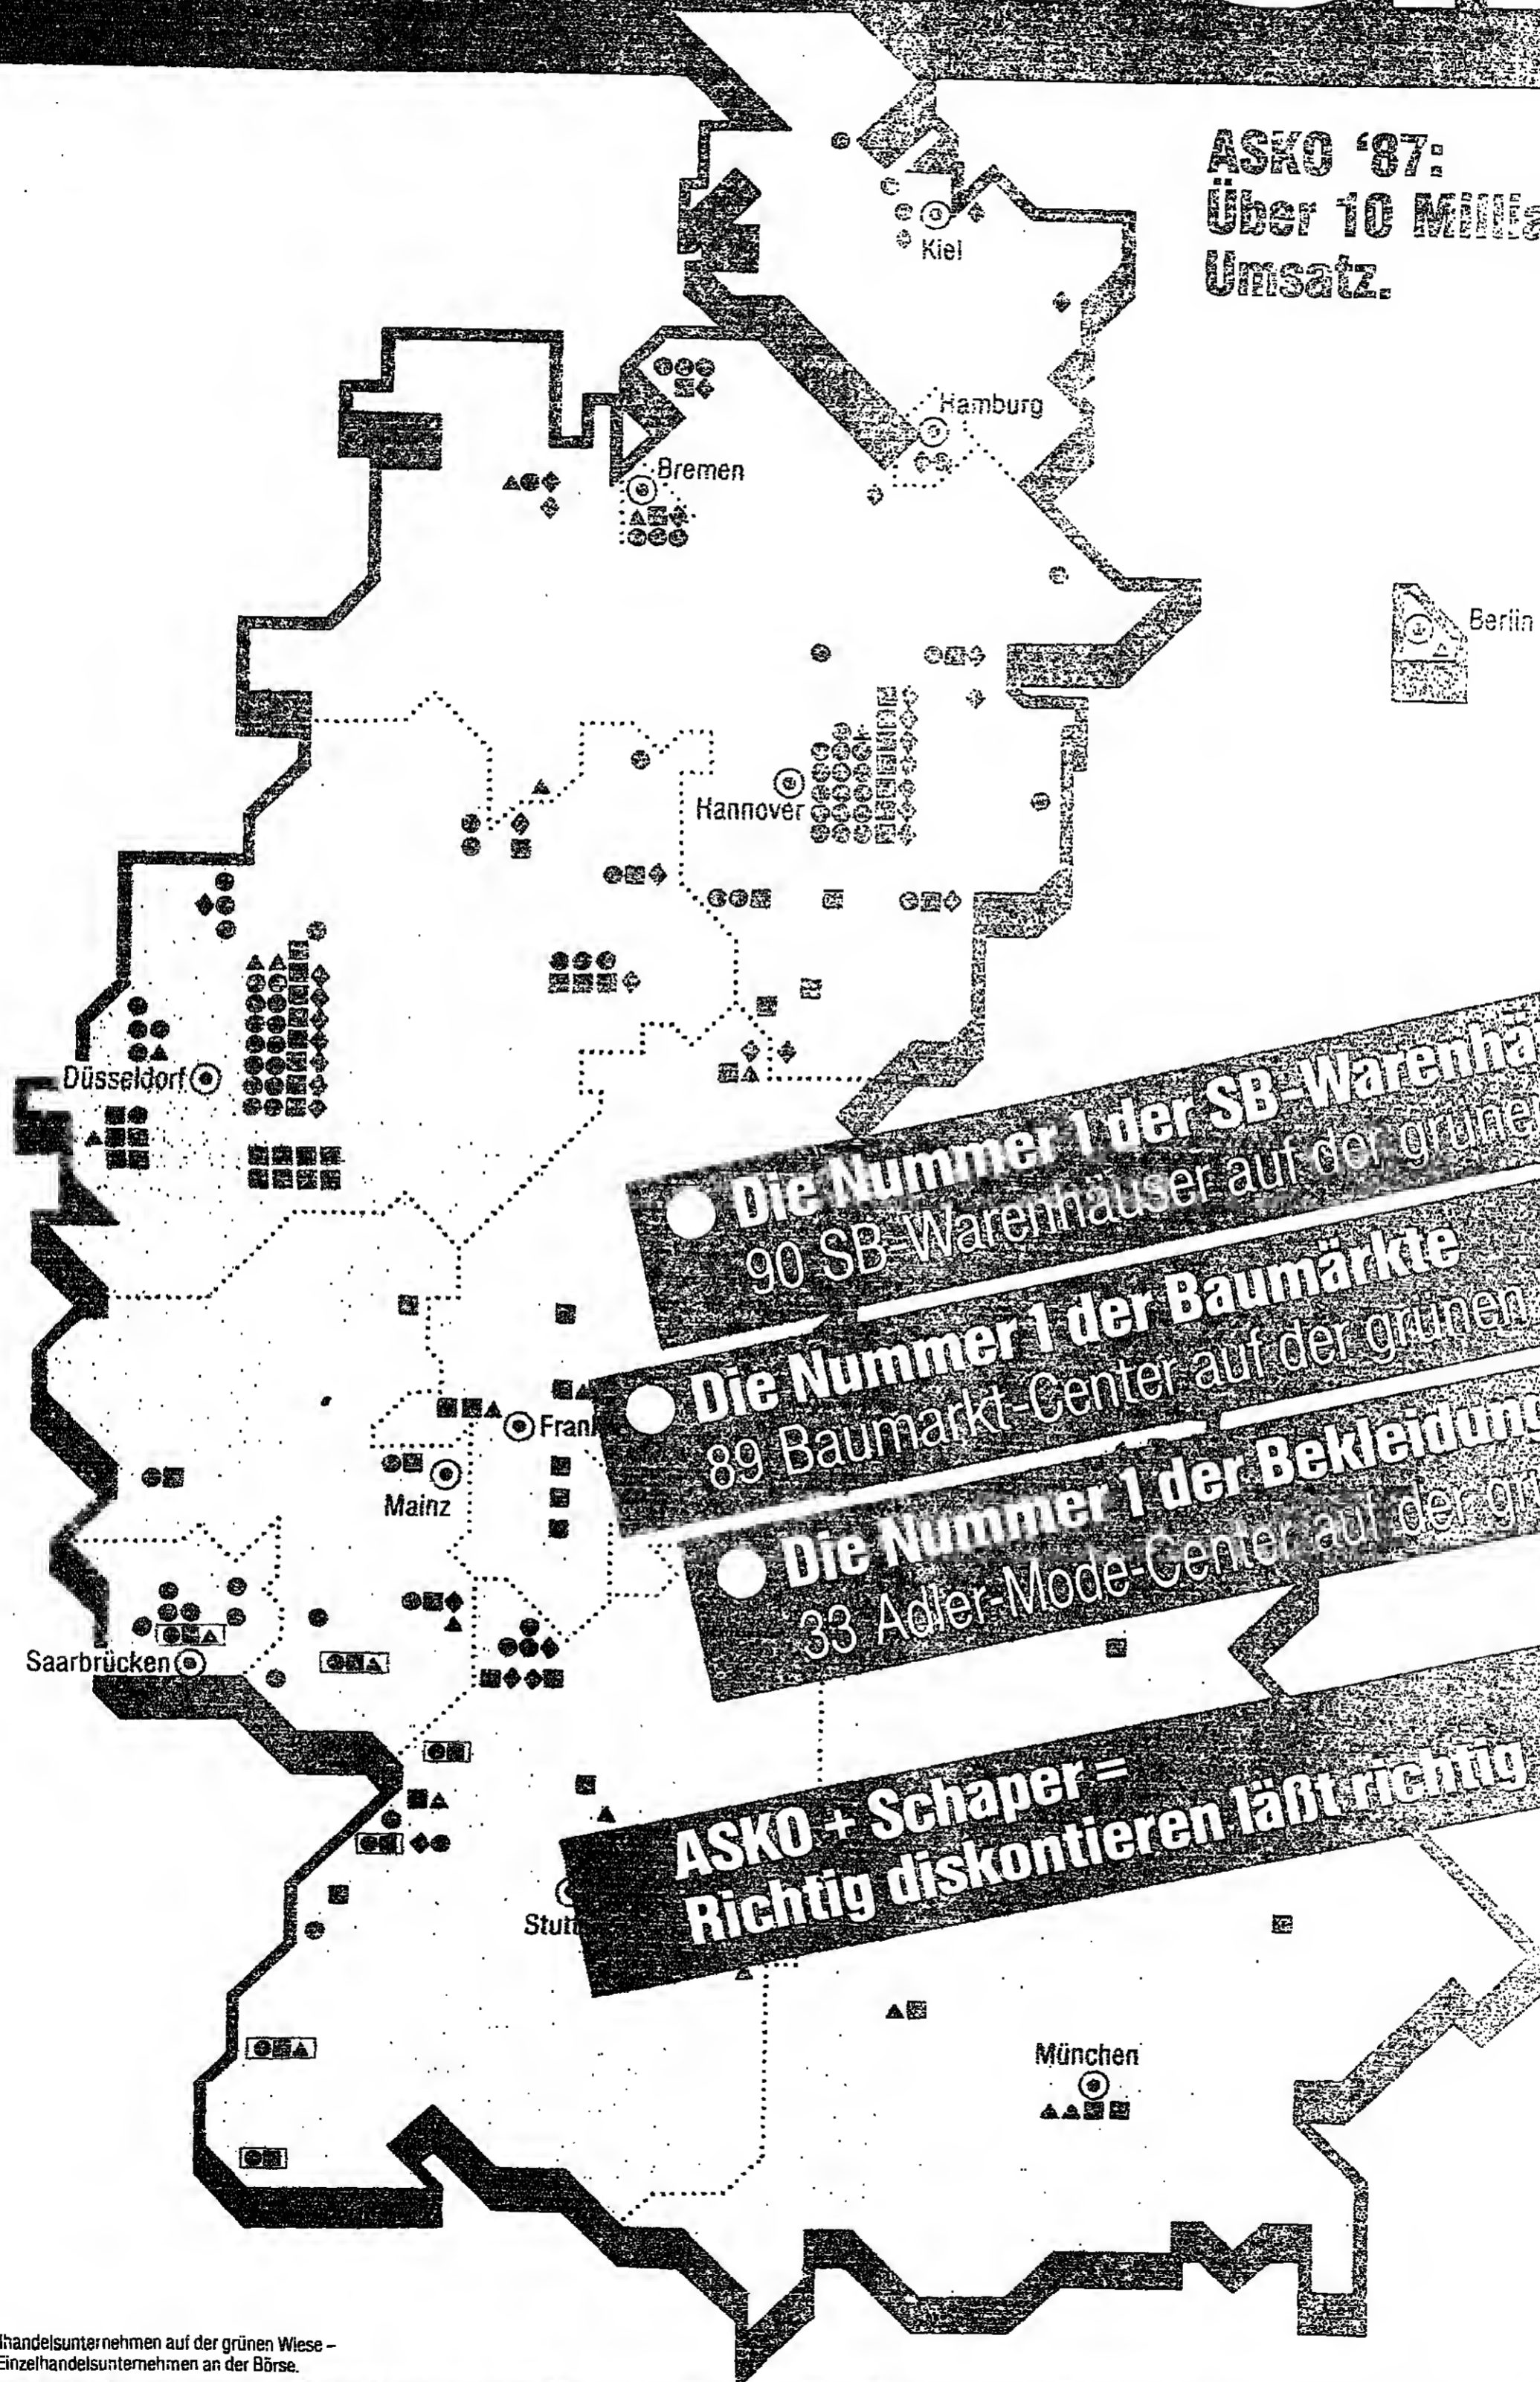 ASKO '87:
Über 10 Millia
Umsatz.
Kiel
Hamburg
Bremen
Berlin
Hannover
Düsseldorf
Die Nummer 1 der SB-Warenhä
90 SB-Warenhäuser auf der grünen
Die Nummer 1 der Baumärkte
89 Baumarkt-Center auf der grünen
Frank
Mainz
Die Nummer 1 der Bekleidung
33 Adler-Mode-Center auf der grü
Saarbrücken
ASKO + Schaper =
Richtig diskontieren läßt richtig
Stutt
München
lhandelsunternehmen auf der grünen Wiese –
Einzelhandelsunternehmen an der Börse.